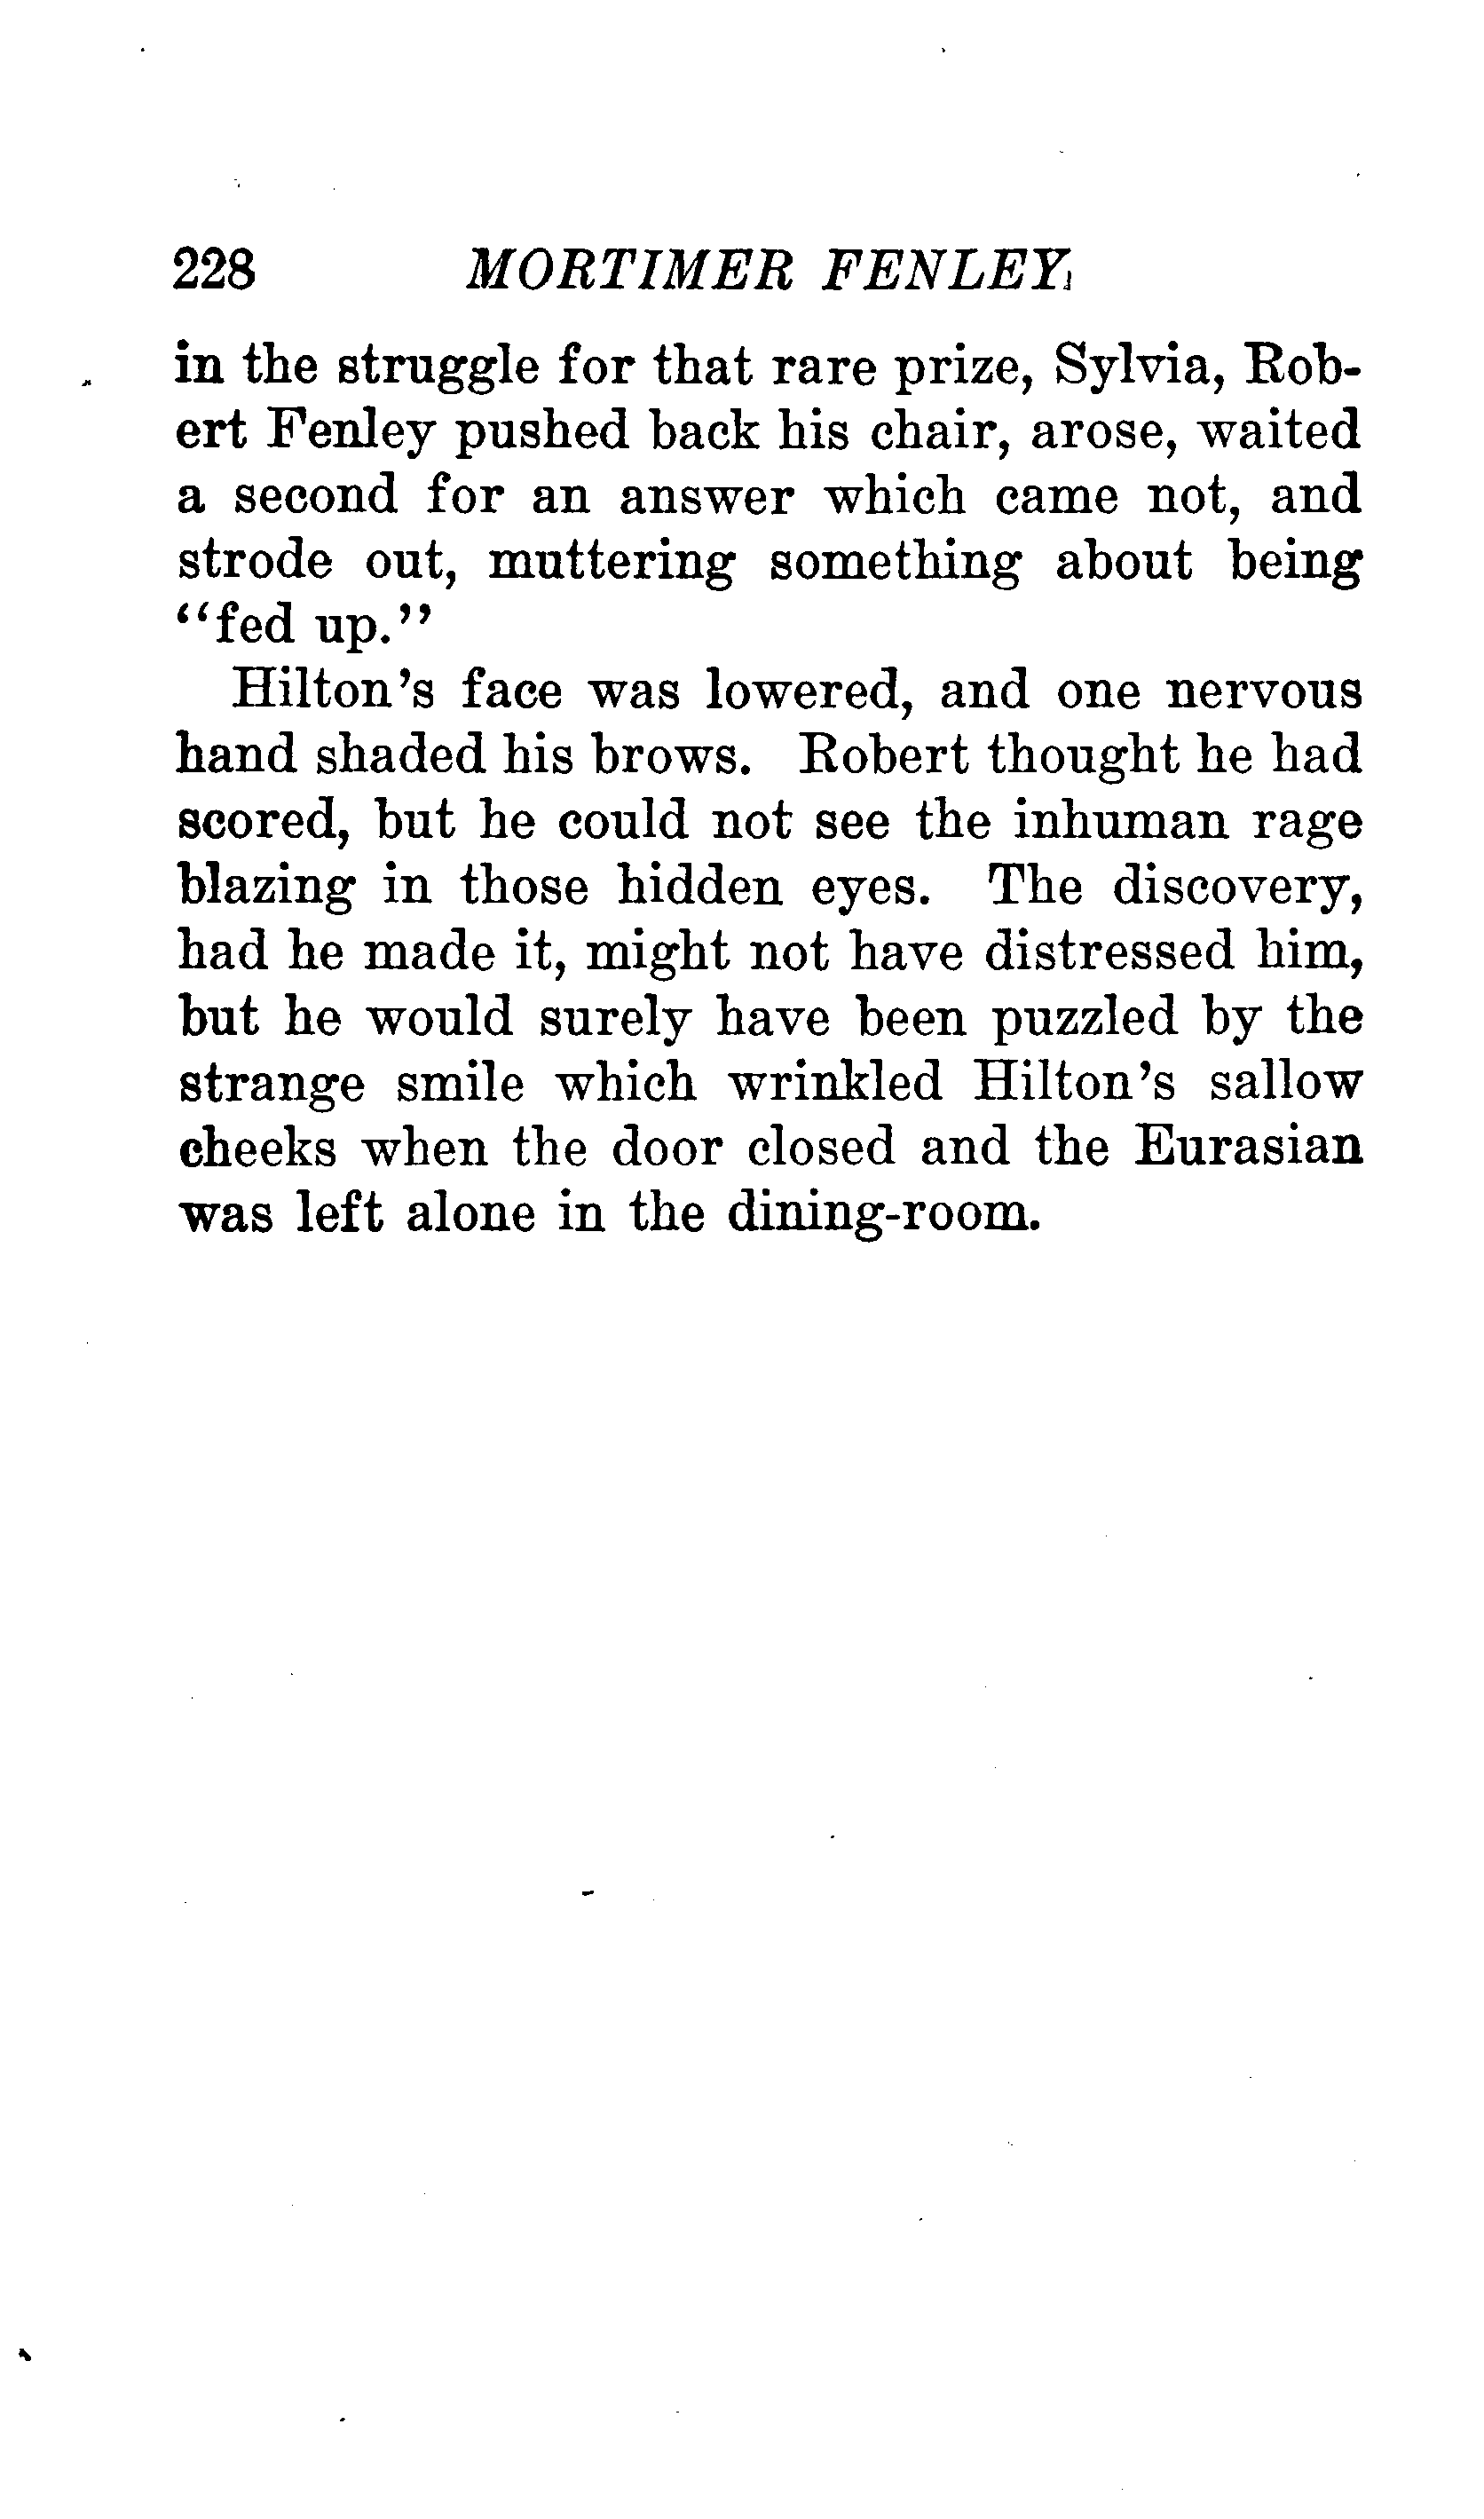 228 MORTIMER FENLEY
in the struggle for that rare prize, Sylvia, Rob-
ert Fenley pushed back his chair, arose, waited
a second for an answer which came not, and
strode out, muttering something about being
“fed up.”
Hilton’s face was lowered, and one nervous
hand shaded his brows. Robert thought he had
scored, but he could not see the inhuman rage
blazing in those hidden eyes. The discovery,
had he made it, might not have distressed him,
but he would surely have been puzzled by the
strange smile which wrinkled Hilton’s sallow
cheeks when the door closed and the Eurasian
was left alone in the dining-room.